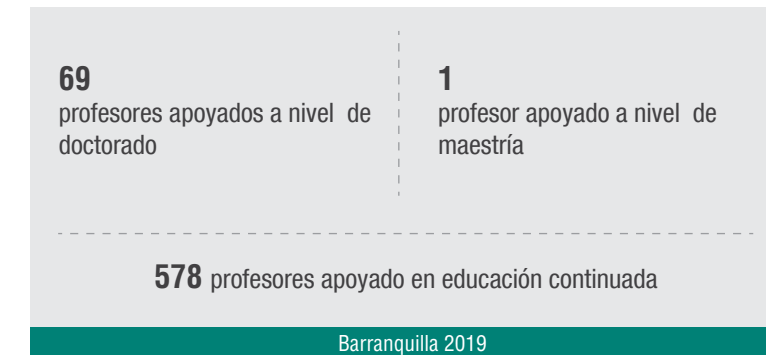 69
profesores apoyados a nivel de
doctorado
1
profesor apoyado a nivel de
maestría
578 profesores apoyado en educación continuada
Barranquilla 2019